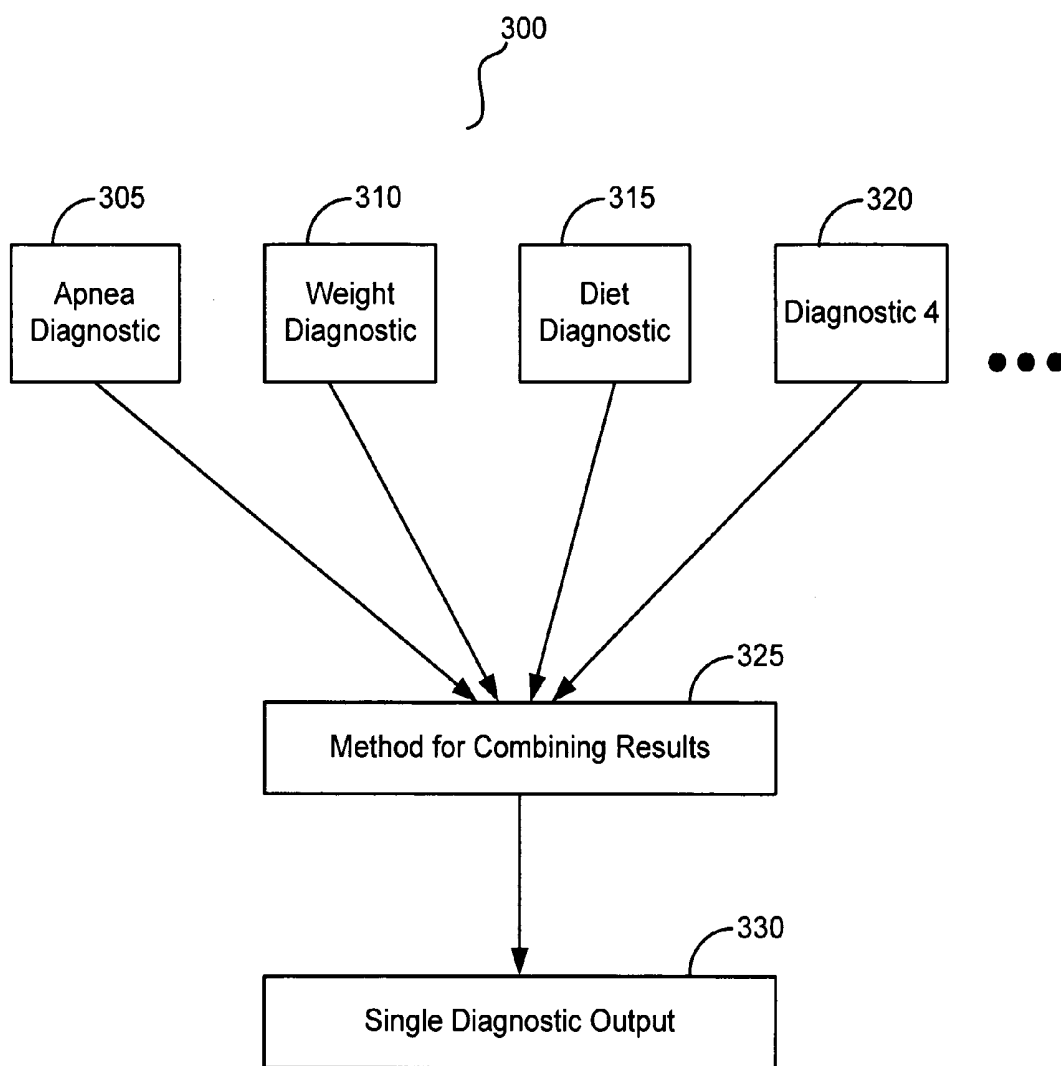 300
305
310
315
320
Apnea
Diagnostic
Weight
Diagnostic
Diet
Diagnostic
Diagnostic 4
325
Method for Combining Results
330
Single Diagnostic Output